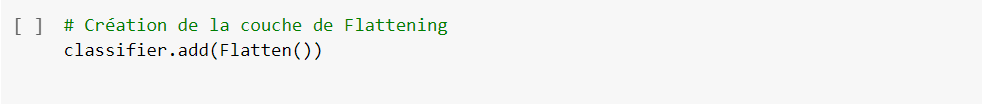 [ ] # Création de la couche de Flattening
classifier.add(Flatten())